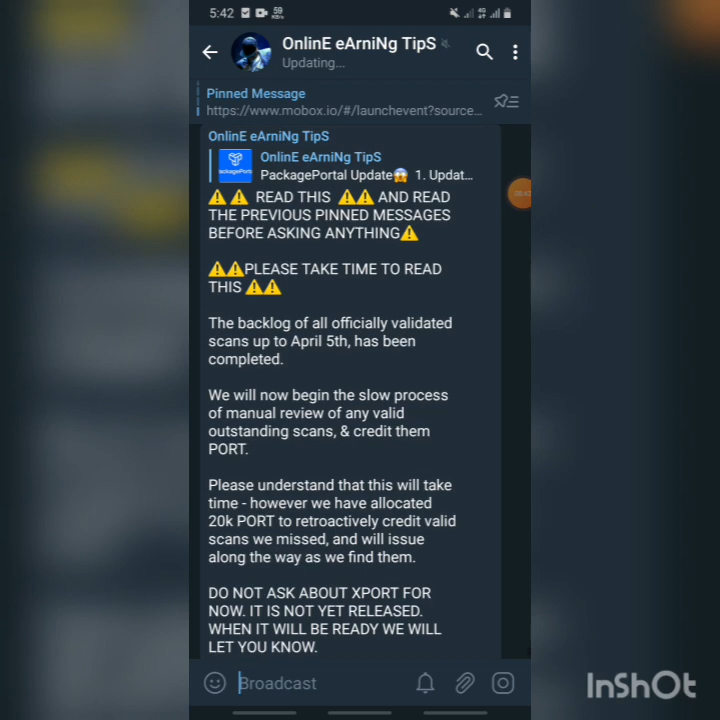 5:42 59 KB/s 4G
OnlinE eArniNg TipS
Updating...
Pinned Message
https://www.mobox.io/#/launchevent?source...
OnlinE eArniNg TipS
OnlinE eArniNg TipS
PackagePortal Update😱 1. Updat...
⚠️⚠️ READ THIS ⚠️⚠️ AND READ
THE PREVIOUS PINNED MESSAGES
BEFORE ASKING ANYTHING⚠️
⚠️⚠️PLEASE TAKE TIME TO READ
THIS ⚠️⚠️
The backlog of all officially validated
scans up to April 5th, has been
completed.
We will now begin the slow process
of manual review of any valid
outstanding scans, & credit them
PORT.
Please understand that this will take
time - however we have allocated
20k PORT to retroactively credit valid
scans we missed, and will issue
along the way as we find them.
DO NOT ASK ABOUT XPORT FOR
NOW. IT IS NOT YET RELEASED.
WHEN IT WILL BE READY WE WILL
LET YOU KNOW.
Broadcast
InShOt